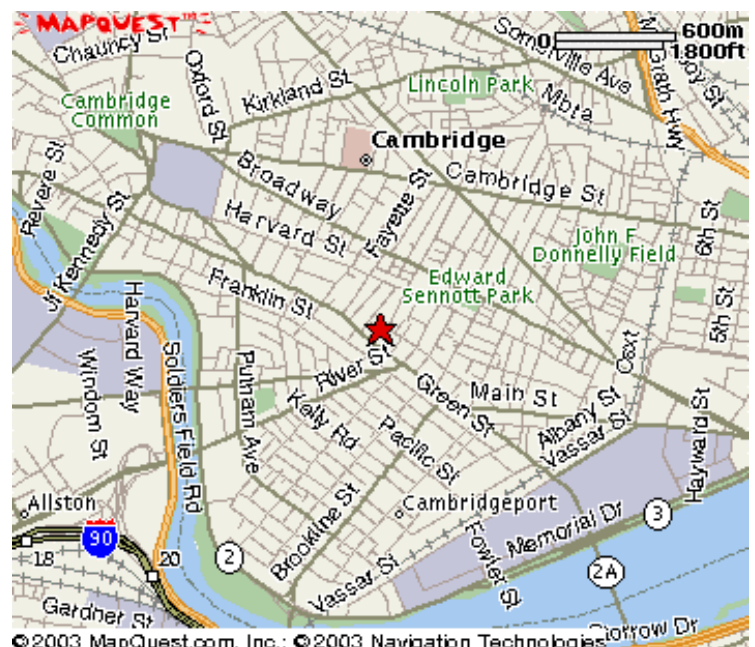 MAPQUEST™
0 600m
1800ft
Chauncy St
Oxford St
Somerville Ave
McGrath Hwy
Kirkland St
Lincoln Park
Mbta
Cambridge Common
Cambridge
Revere St
Broadway
Cambridge St
Fayette St
Harvard St
Jfk Kennedy St
John F Donnelly Field
6th St
Edward Sennott Park
Franklin St
5th St
Harvard Way
Soldiers Field Rd
Windom St
Putnam Ave
River St
Green St
Main St
Csxt
Kelly Rd
Pacific St
Albany St
Vassar St
Hayward St
Allston
Cambridgeport
Brookline St
Memorial Dr
3
90
18
20
2
Vassar St
Fowler St
2A
Gardner St
Storrow Dr
©2003 MapQuest.com, Inc.; ©2003 Navigation Technologies